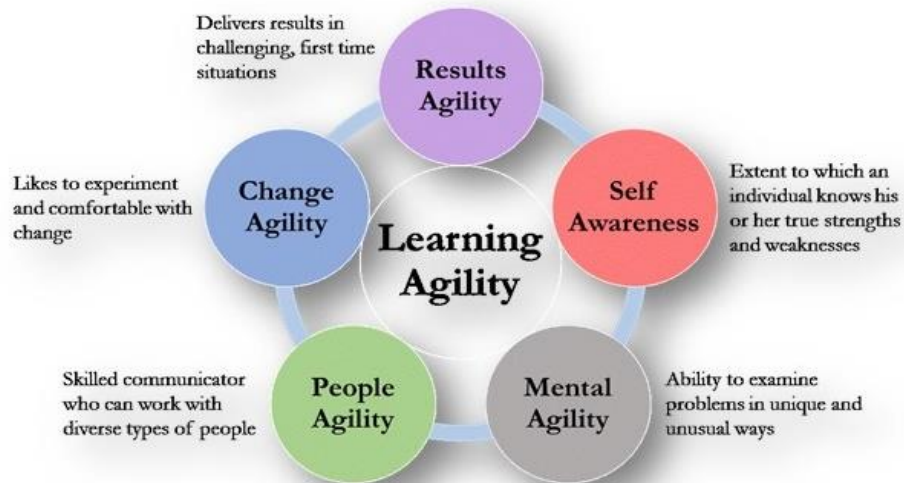 Delivers results in
challenging, first time
situations
Results
Agility
Change
Agility
Likes to experiment
and comfortable with
change
Self
Awareness
Extent to which an
individual knows his
or her true strengths
and weaknesses
Learning
Agility
People
Agility
Skilled communicator
who can work with
diverse types of people
Mental
Agility
Ability to examine
problems in unique and
unusual ways